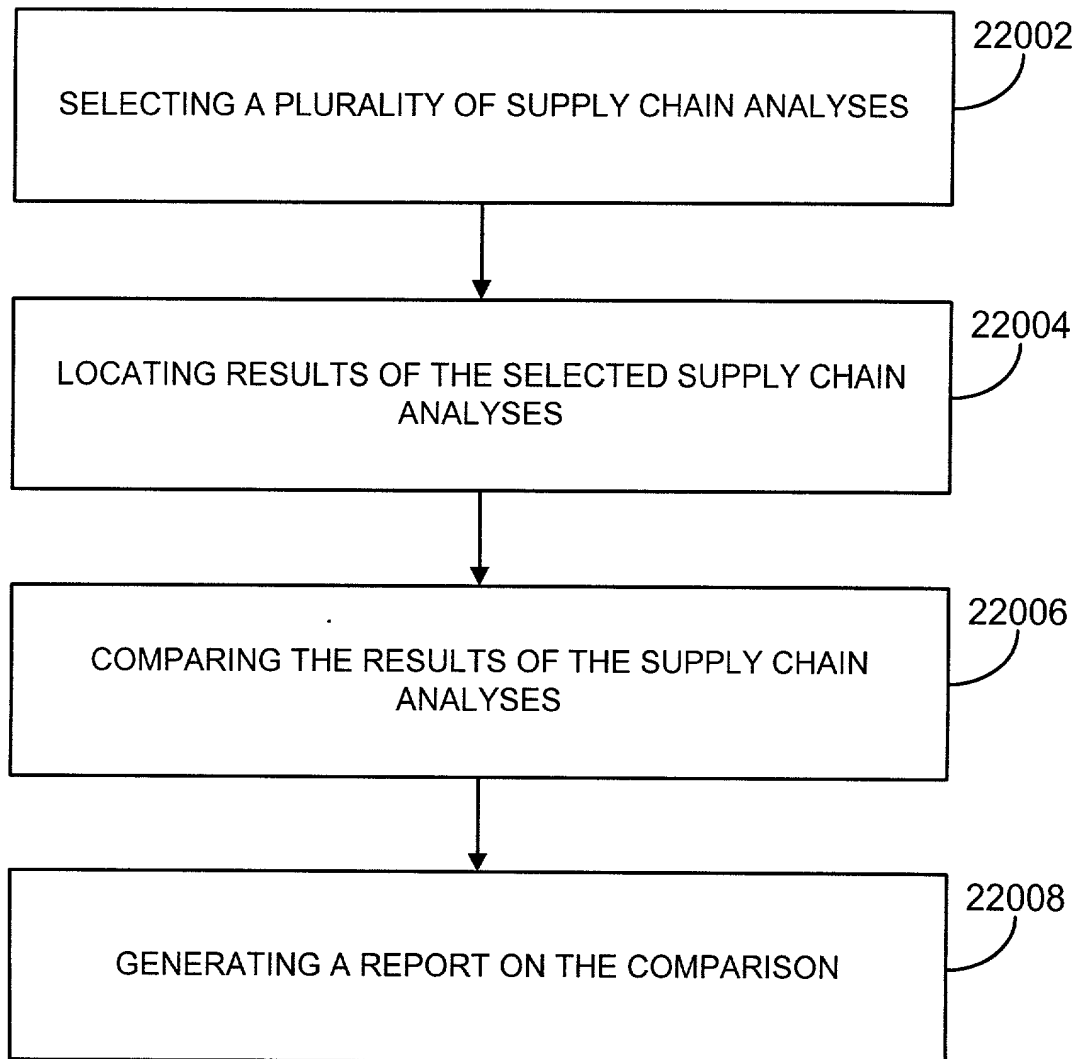 22002
SELECTING A PLURALITY OF SUPPLY CHAIN ANALYSES
22004
LOCATING RESULTS OF THE SELECTED SUPPLY CHAIN
ANALYSES
22006
COMPARING THE RESULTS OF THE SUPPLY CHAIN
ANALYSES
22008
GENERATING A REPORT ON THE COMPARISON